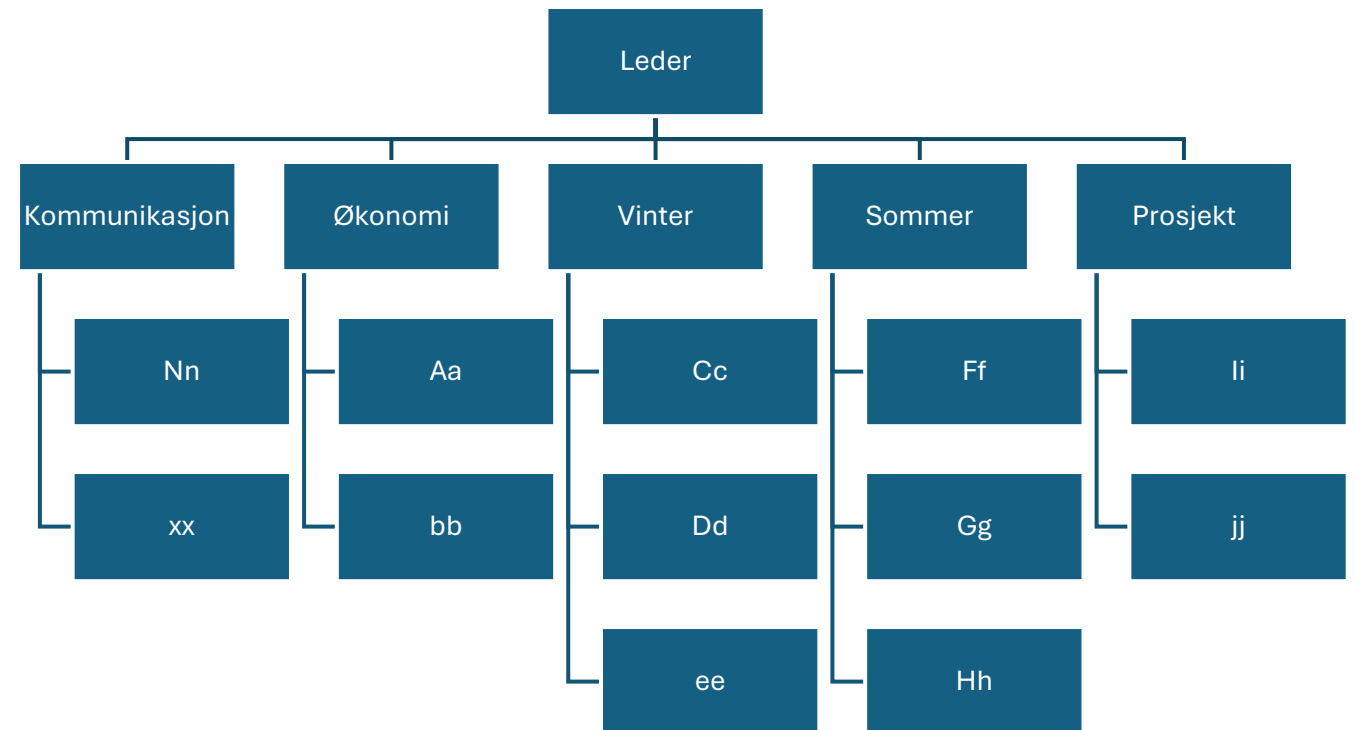 Leder
Kommunikasjon
Økonomi
Vinter
Sommer
Prosjekt
Nn
Aa
Cc
Ff
Ii
xx
bb
Dd
Gg
jj
ee
Hh